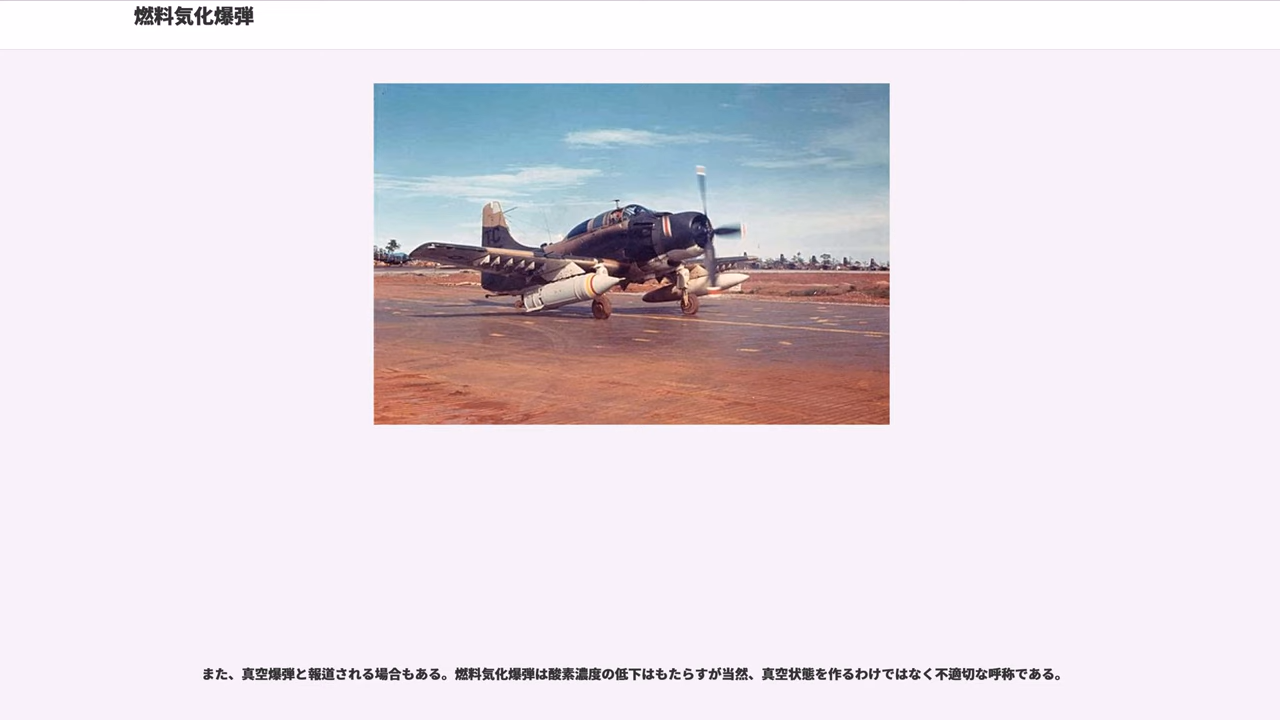 燃料気化爆弾
TC
また、真空爆弾と報道される場合もある。燃料気化爆弾は酸素濃度の低下はもたらすが当然、真空状態を作るわけではなく不適切な呼称である。